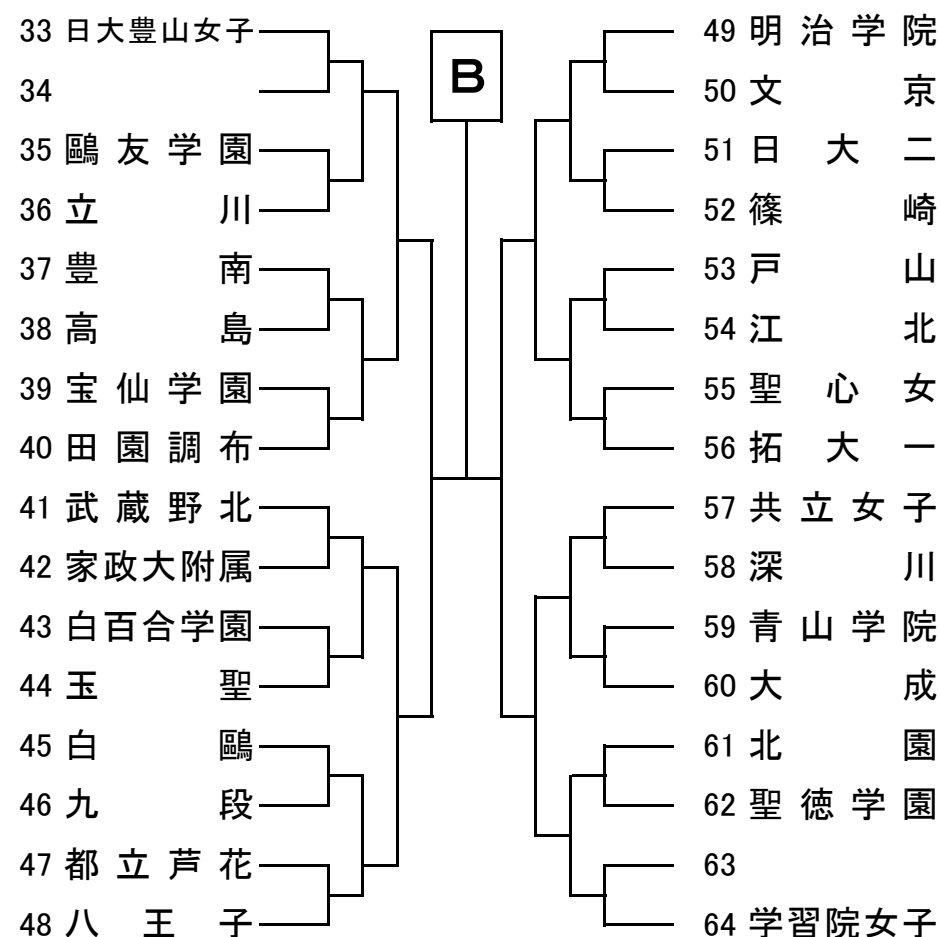 33 日大豊山女子
34
35 鷗友学園
36 立川
37 豊南
38 高島
39 宝仙学園
40 田園調布
41 武蔵野北
42 家政大附属
43 白百合学園
44 玉聖
45 白鷗
46 九段
47 都立芦花
48 八王子
B
49 明治学院
50 文京
51 日大二
52 篠崎
53 戸山
54 江北
55 聖心女
56 拓大一
57 共立女子
58 深川
59 青山学院
60 大成
61 北園
62 聖徳学園
63
64 学習院女子